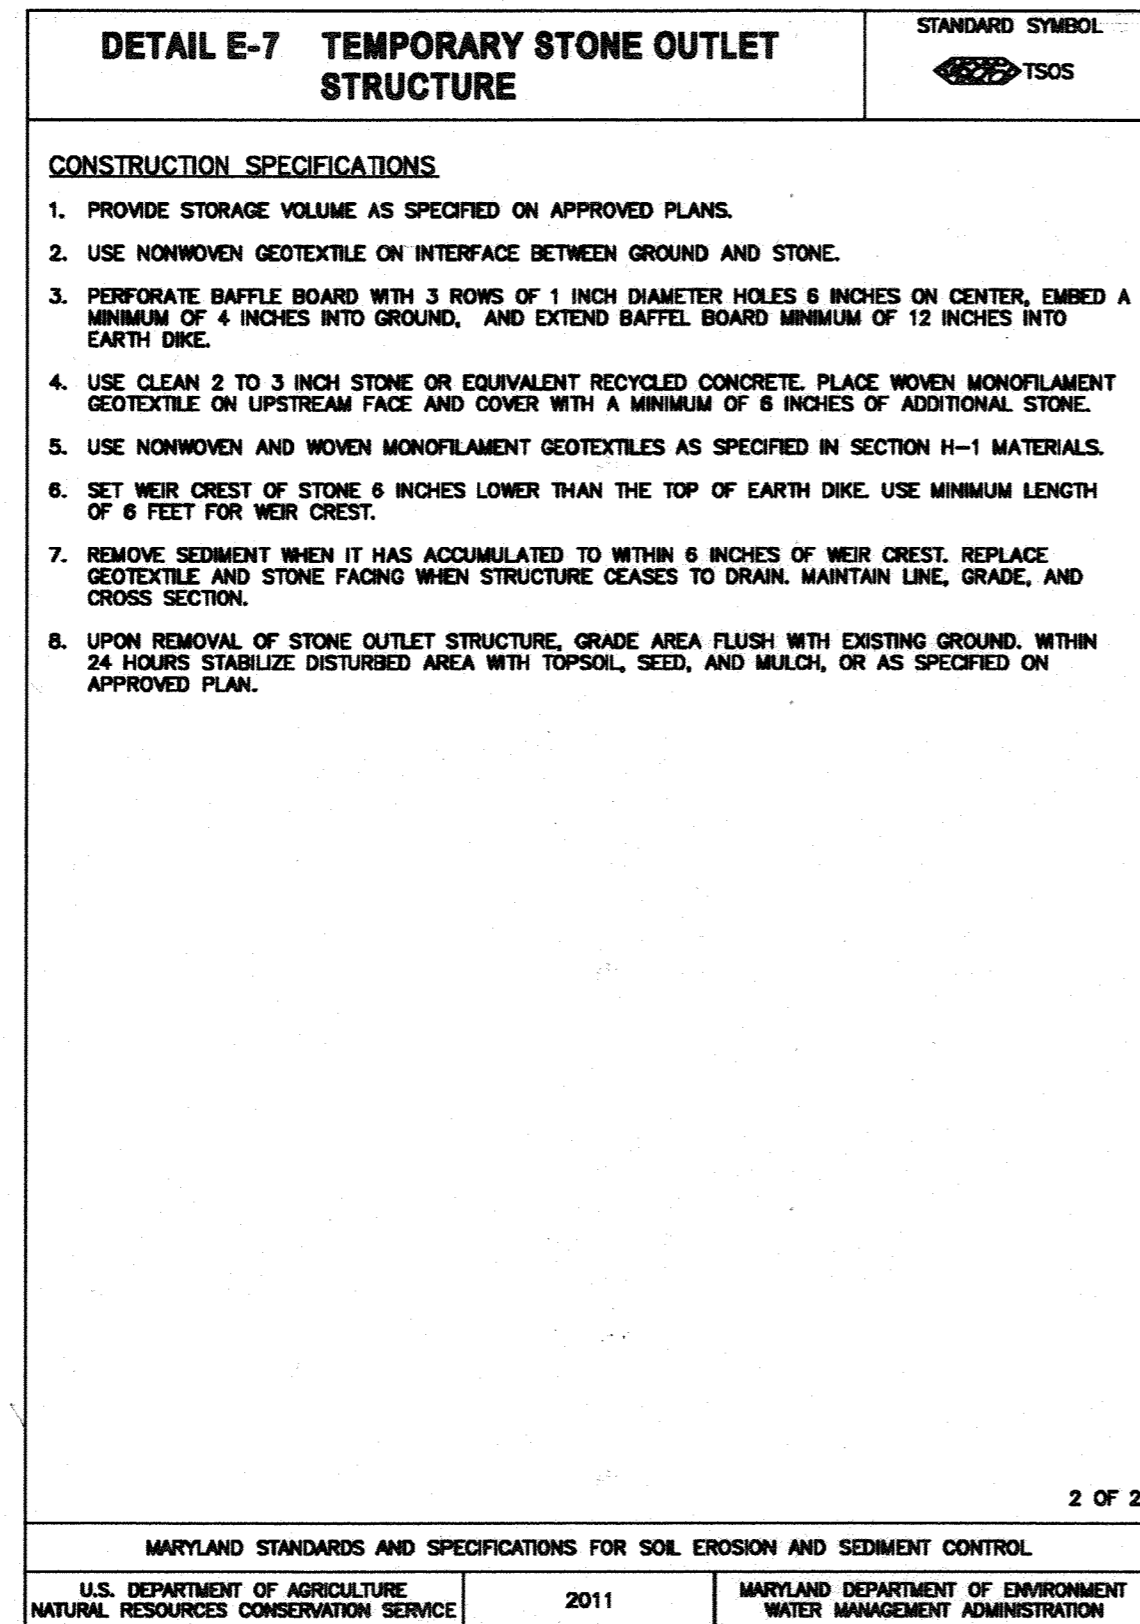 DETAIL E-7 TEMPORARY STONE OUTLET
STRUCTURE
STANDARD SYMBOL
TSOS
CONSTRUCTION SPECIFICATIONS
1. PROVIDE STORAGE VOLUME AS SPECIFIED ON APPROVED PLANS.
2. USE NONWOVEN GEOTEXTILE ON INTERFACE BETWEEN GROUND AND STONE.
3. PERFORATE BAFFLE BOARD WITH 3 ROWS OF 1 INCH DIAMETER HOLES 6 INCHES ON CENTER, EMBED A
MINIMUM OF 4 INCHES INTO GROUND, AND EXTEND BAFFEL BOARD MINIMUM OF 12 INCHES INTO
EARTH DIKE.
4. USE CLEAN 2 TO 3 INCH STONE OR EQUIVALENT RECYCLED CONCRETE. PLACE WOVEN MONOFILAMENT
GEOTEXTILE ON UPSTREAM FACE AND COVER WITH A MINIMUM OF 6 INCHES OF ADDITIONAL STONE.
5. USE NONWOVEN AND WOVEN MONOFILAMENT GEOTEXTILES AS SPECIFIED IN SECTION H-1 MATERIALS.
6. SET WEIR CREST OF STONE 6 INCHES LOWER THAN THE TOP OF EARTH DIKE. USE MINIMUM LENGTH
OF 6 FEET FOR WEIR CREST.
7. REMOVE SEDIMENT WHEN IT HAS ACCUMULATED TO WITHIN 6 INCHES OF WEIR CREST. REPLACE
GEOTEXTILE AND STONE FACING WHEN STRUCTURE CEASES TO DRAIN. MAINTAIN LINE, GRADE, AND
CROSS SECTION.
8. UPON REMOVAL OF STONE OUTLET STRUCTURE, GRADE AREA FLUSH WITH EXISTING GROUND. WITHIN
24 HOURS STABILIZE DISTURBED AREA WITH TOPSOIL, SEED, AND MULCH, OR AS SPECIFIED ON
APPROVED PLAN.
2 OF 2
MARYLAND STANDARDS AND SPECIFICATIONS FOR SOIL EROSION AND SEDIMENT CONTROL
U.S. DEPARTMENT OF AGRICULTURE
NATURAL RESOURCES CONSERVATION SERVICE
2011
MARYLAND DEPARTMENT OF ENVIRONMENT
WATER MANAGEMENT ADMINISTRATION